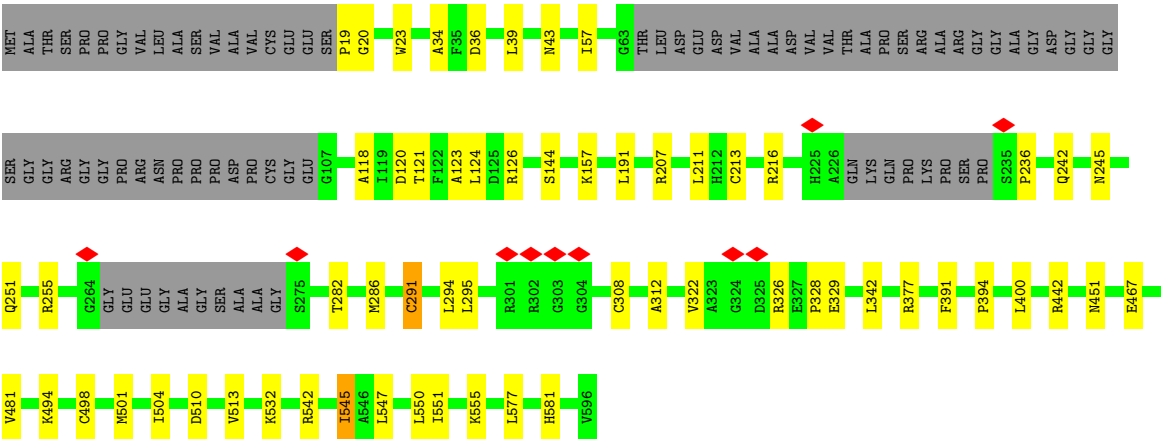 MET ALA THR SER PRO PRO GLY VAL LEU ALA SER VAL ALA VAL CYS GLU GLU SER P19 G20 W23 A34 F35 D36 L39 N43 I57 G63 THR LEU ASP GLU ASP VAL ALA ALA ASP VAL VAL THR ALA PRO SER ARG ALA ARG GLY GLY ALA GLY ASP GLY GLY GLY
SER GLY GLY ARG GLY GLY PRO ARG ASN PRO PRO PRO ASP PRO CYS GLY GLU G107 A118 I119 D120 T121 F122 A123 L124 D125 R126 S144 K157 L191 R207 L211 H212 C213 R216 H225 A226 GLN LYS GLN PRO LYS PRO SER PRO S235 P236 Q242 N245
Q251 R255 G264 GLY GLU GLU GLY ALA GLY SER ALA ALA GLY S275 T282 M286 C291 L294 L295 R301 R302 G303 G304 C308 A312 V322 A323 G324 D325 R326 E327 P328 E329 L342 R377 F391 P394 L400 R442 N451 E467
V481 K494 C498 M501 I504 D510 V513 K532 R542 I545 A546 L547 L550 I551 K555 L577 H581 V596